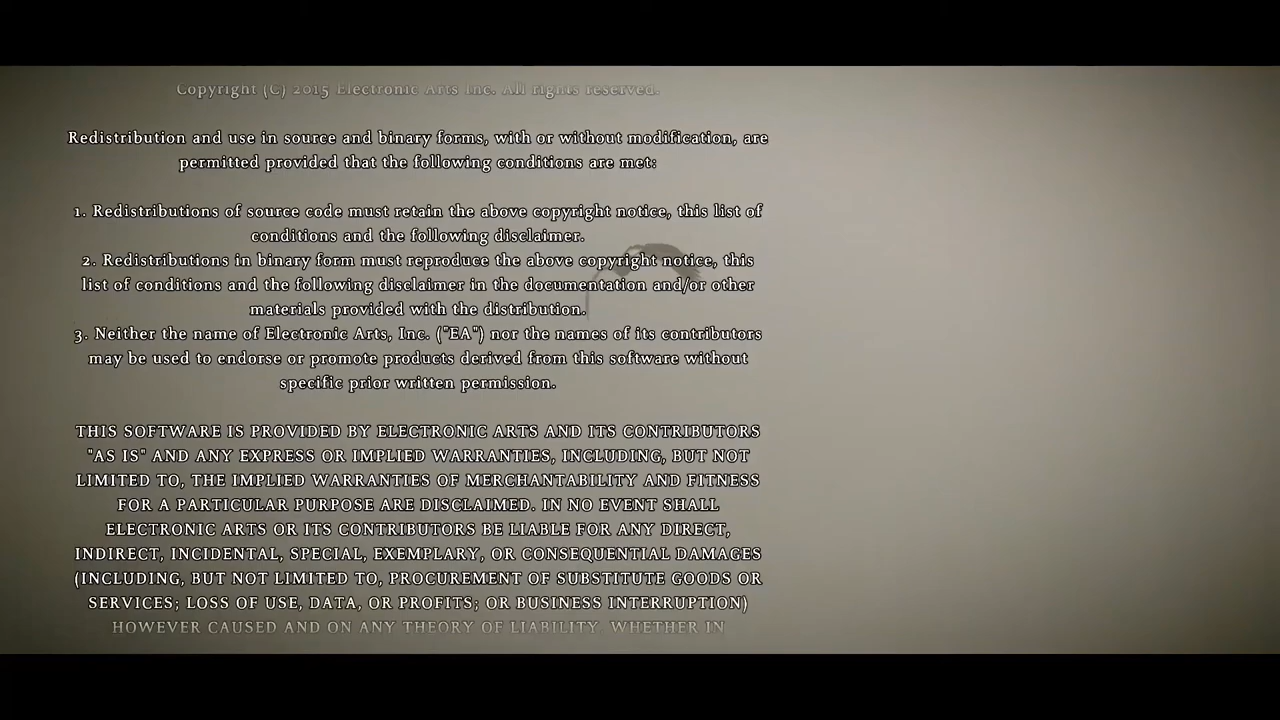 Copyright (C) 2015 Electronic Arts Inc. All rights reserved.
Redistribution and use in source and binary forms, with or without modification, are
permitted provided that the following conditions are met:
1. Redistributions of source code must retain the above copyright notice, this list of
conditions and the following disclaimer.
2. Redistributions in binary form must reproduce the above copyright notice, this
list of conditions and the following disclaimer in the documentation and/or other
materials provided with the distribution.
3. Neither the name of Electronic Arts, Inc. ("EA") nor the names of its contributors
may be used to endorse or promote products derived from this software without
specific prior written permission.
THIS SOFTWARE IS PROVIDED BY ELECTRONIC ARTS AND ITS CONTRIBUTORS
"AS IS" AND ANY EXPRESS OR IMPLIED WARRANTIES, INCLUDING, BUT NOT
LIMITED TO, THE IMPLIED WARRANTIES OF MERCHANTABILITY AND FITNESS
FOR A PARTICULAR PURPOSE ARE DISCLAIMED. IN NO EVENT SHALL
ELECTRONIC ARTS OR ITS CONTRIBUTORS BE LIABLE FOR ANY DIRECT,
INDIRECT, INCIDENTAL, SPECIAL, EXEMPLARY, OR CONSEQUENTIAL DAMAGES
(INCLUDING, BUT NOT LIMITED TO, PROCUREMENT OF SUBSTITUTE GOODS OR
SERVICES; LOSS OF USE, DATA, OR PROFITS; OR BUSINESS INTERRUPTION)
HOWEVER CAUSED AND ON ANY THEORY OF LIABILITY, WHETHER IN